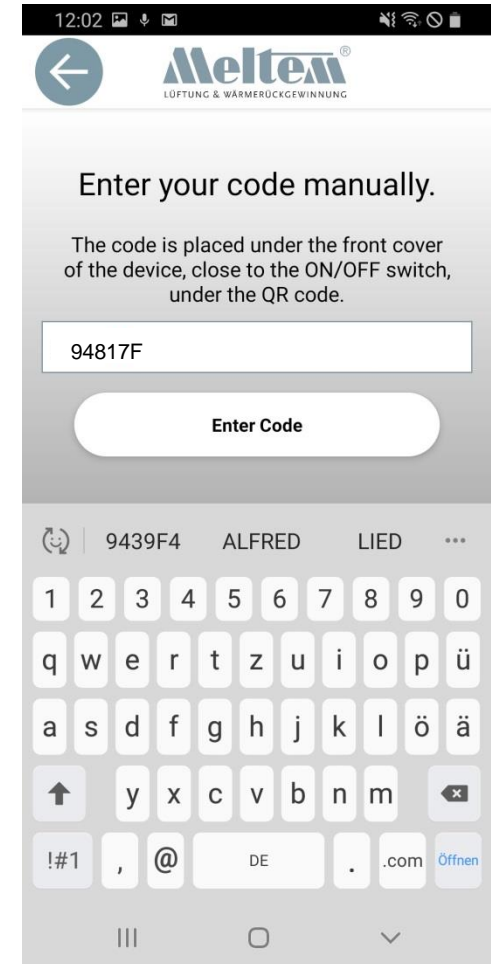 12:02
Meltem®
LÜFTUNG & WÄRMERÜCKGEWINNUNG
Enter your code manually.
The code is placed under the front cover
of the device, close to the ON/OFF switch,
under the QR code.
94817F
Enter Code
9439F4 ALFRED LIED ...
1 2 3 4 5 6 7 8 9 0
q w e r t z u i o p ü
a s d f g h j k l ö ä
y x c v b n m
!#1 , @ DE . .com Öffnen